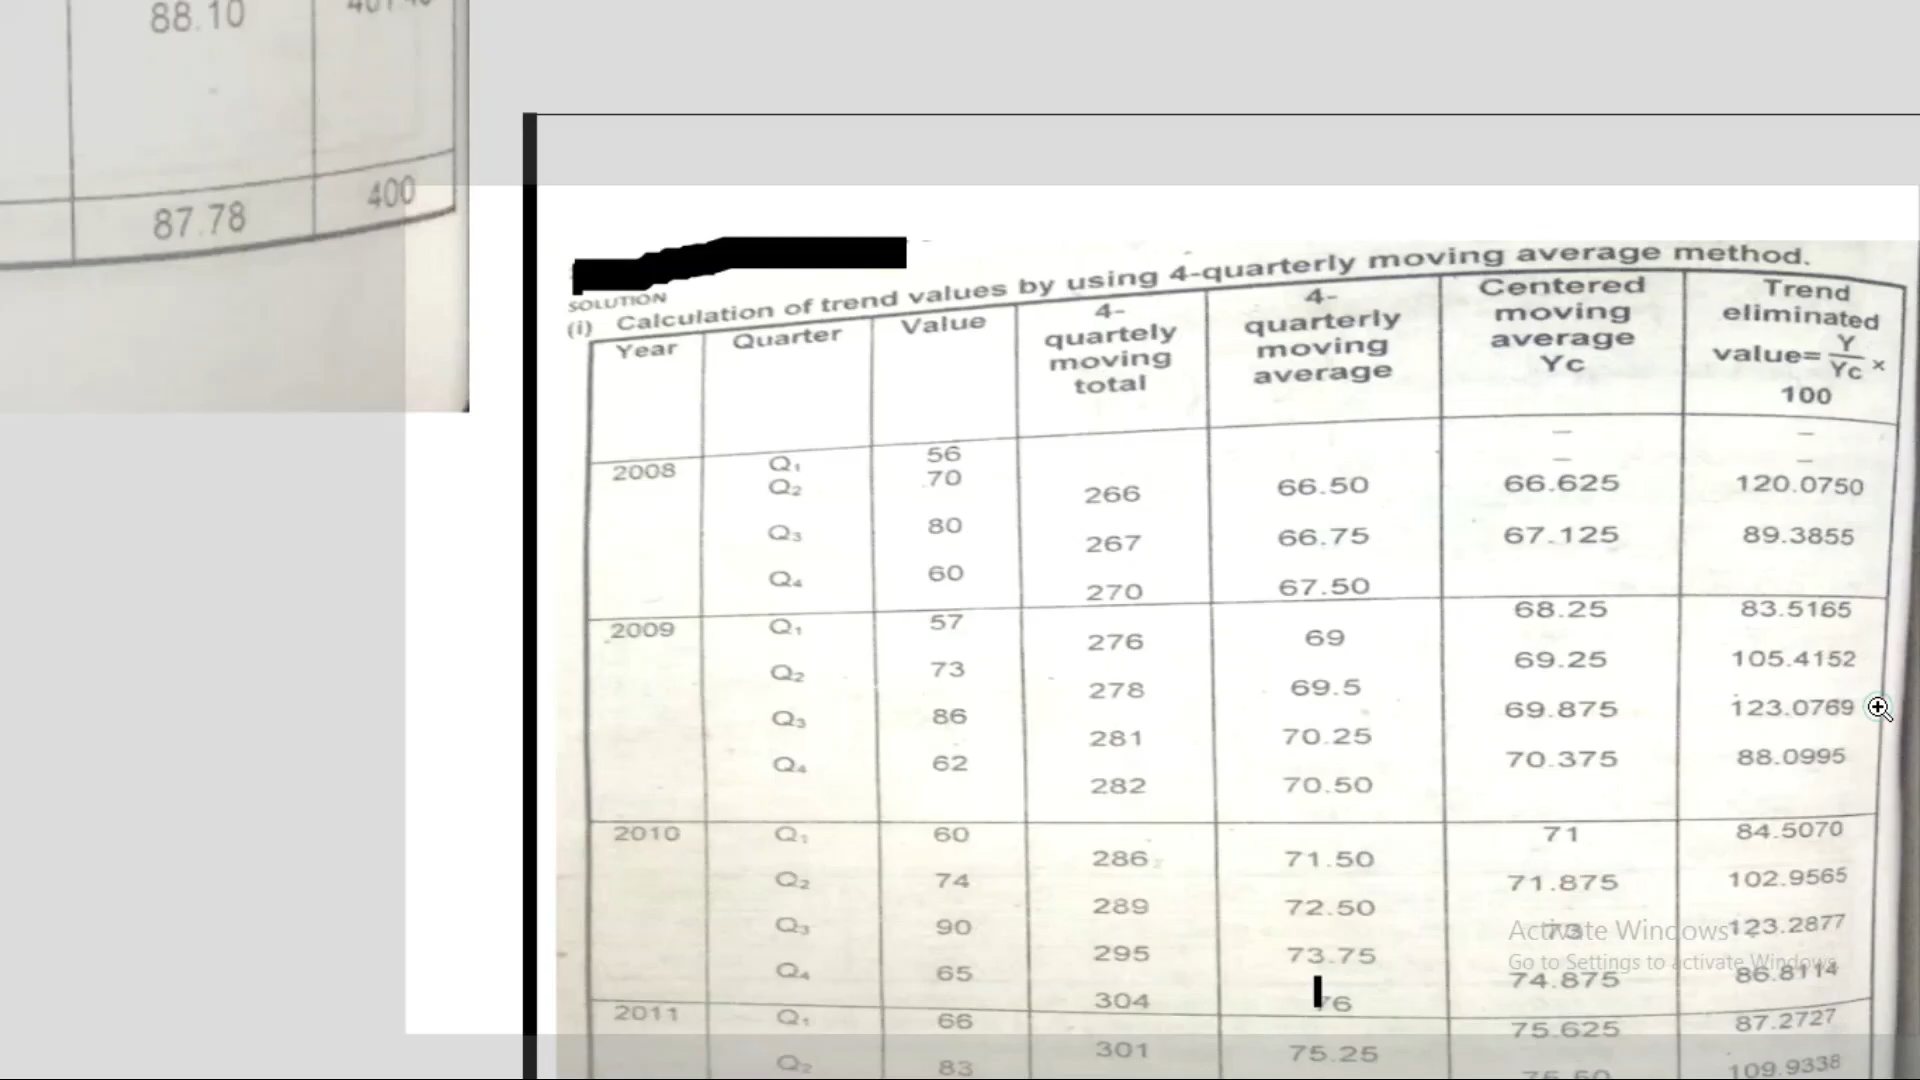 88.10
87.78 400
SOLUTION
(i) Calculation of trend values by using 4-quarterly moving average method.
Year Quarter Value 4-quartely moving total 4-quarterly moving average Centered moving average Yc Trend eliminated value= Y/Yc × 100
2008 Q₁ 56 – –
Q₂ 70 – –
266 66.50 66.625 120.0750
Q₃ 80
267 66.75 67.125 89.3855
Q₄ 60
270 67.50
2009 Q₁ 57 68.25 83.5165
276 69
Q₂ 73 69.25 105.4152
278 69.5
Q₃ 86 69.875 123.0769
281 70.25
Q₄ 62 70.375 88.0995
282 70.50
2010 Q₁ 60 71 84.5070
286 71.50
Q₂ 74 71.875 102.9565
289 72.50
Q₃ 90 73 123.2877
295 73.75
Q₄ 65 74.875 86.8114
304 76
2011 Q₁ 66 75.625 87.2727
301 75.25
Q₂ 83 109.9338
Activate Windows
Go to Settings to activate Windows.